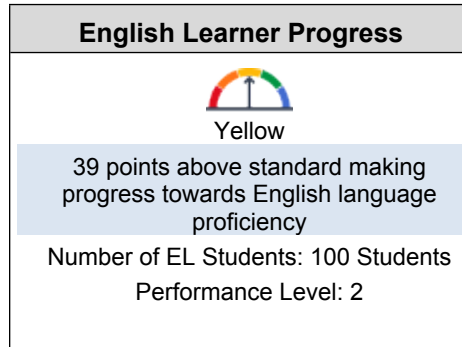 English Learner Progress
Yellow
39 points above standard making
progress towards English language
proficiency
Number of EL Students: 100 Students
Performance Level: 2